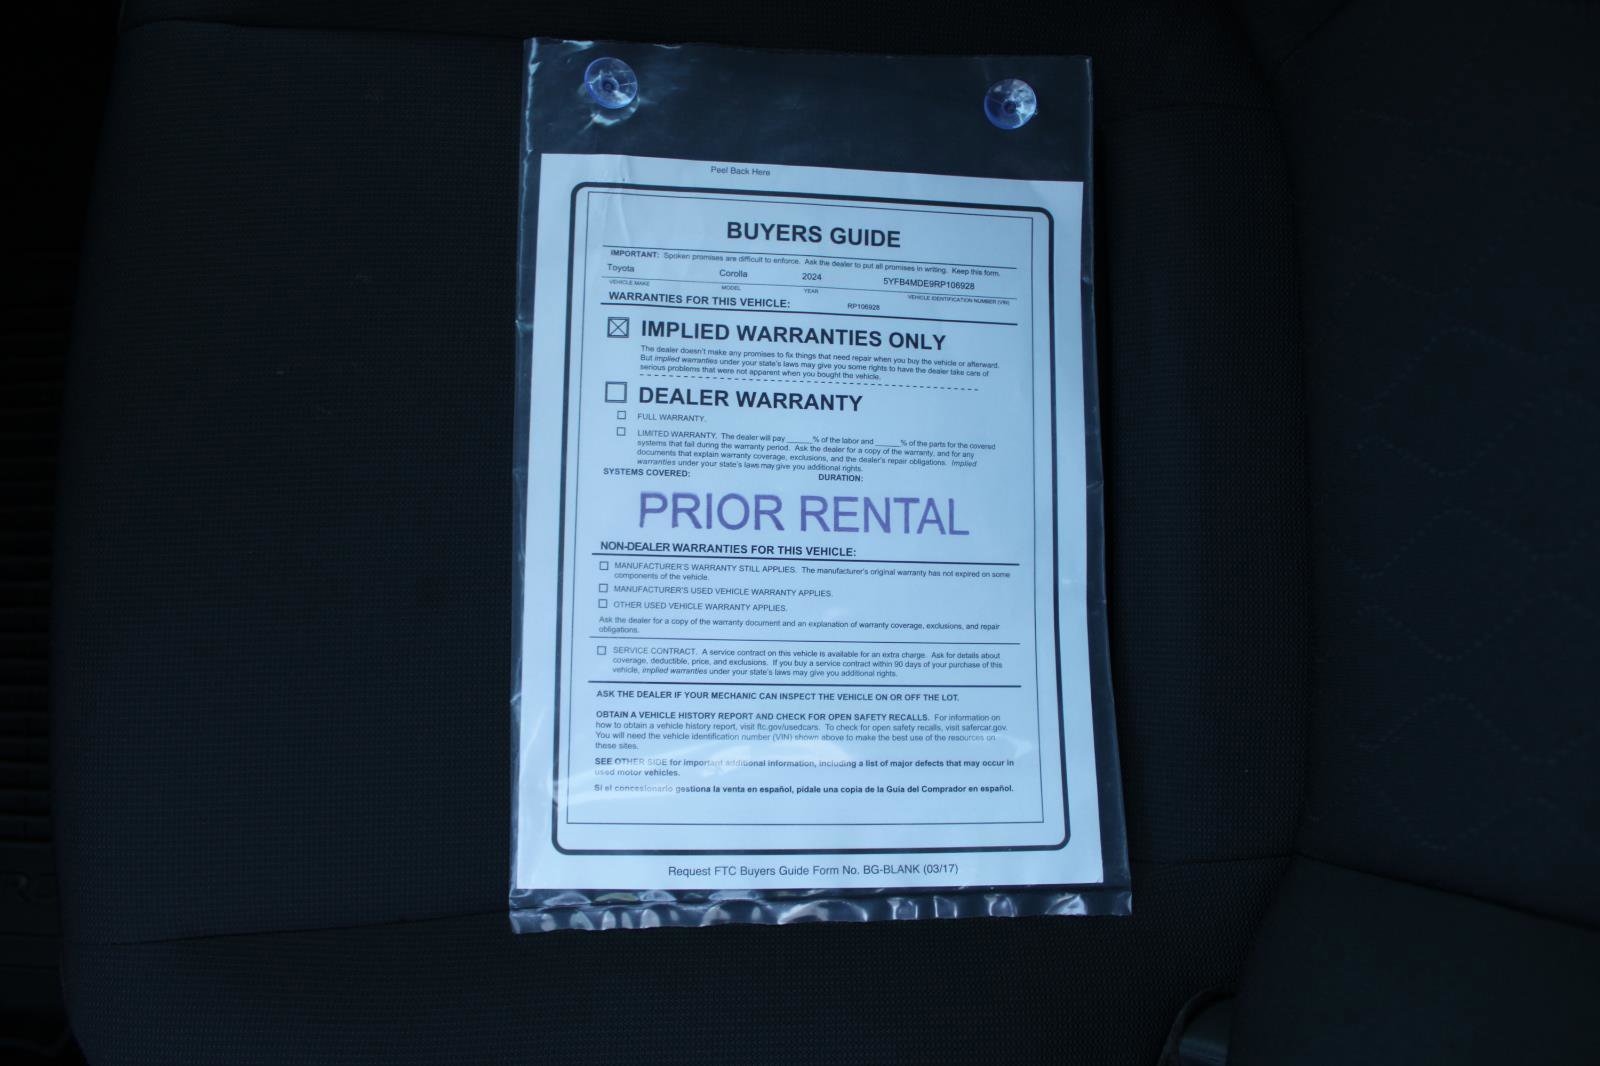 Peel Back Here
BUYERS GUIDE
IMPORTANT: Spoken promises are difficult to enforce. Ask the dealer to put all promises in writing. Keep this form.
Toyota Corolla 2024 5YFB4MDE9RP106928
VEHICLE MAKE MODEL YEAR VEHICLE IDENTIFICATION NUMBER (VIN)
WARRANTIES FOR THIS VEHICLE: RP106928
IMPLIED WARRANTIES ONLY
The dealer doesn't make any promises to fix things that need repair when you buy the vehicle or afterward.
But implied warranties under your state's laws may give you some rights to have the dealer take care of
serious problems that were not apparent when you bought the vehicle.
DEALER WARRANTY
FULL WARRANTY.
LIMITED WARRANTY. The dealer will pay ______% of the labor and ______% of the parts for the covered
systems that fail during the warranty period. Ask the dealer for a copy of the warranty, and for any
documents that explain warranty coverage, exclusions, and the dealer's repair obligations. Implied
warranties under your state's laws may give you additional rights.
SYSTEMS COVERED: DURATION:
PRIOR RENTAL
NON-DEALER WARRANTIES FOR THIS VEHICLE:
MANUFACTURER'S WARRANTY STILL APPLIES. The manufacturer's original warranty has not expired on some
components of the vehicle.
MANUFACTURER'S USED VEHICLE WARRANTY APPLIES.
OTHER USED VEHICLE WARRANTY APPLIES.
Ask the dealer for a copy of the warranty document and an explanation of warranty coverage, exclusions, and repair
obligations.
SERVICE CONTRACT. A service contract on this vehicle is available for an extra charge. Ask for details about
coverage, deductible, price, and exclusions. If you buy a service contract within 90 days of your purchase of this
vehicle, implied warranties under your state's laws may give you additional rights.
ASK THE DEALER IF YOUR MECHANIC CAN INSPECT THE VEHICLE ON OR OFF THE LOT.
OBTAIN A VEHICLE HISTORY REPORT AND CHECK FOR OPEN SAFETY RECALLS. For information on
how to obtain a vehicle history report, visit ftc.gov/usedcars. To check for open safety recalls, visit safercar.gov.
You will need the vehicle identification number (VIN) shown above to make the best use of the resources on
these sites.
SEE OTHER SIDE for important additional information, including a list of major defects that may occur in
used motor vehicles.
Si el concesionario gestiona la venta en español, pídale una copia de la Guía del Comprador en español.
Request FTC Buyers Guide Form No. BG-BLANK (03/17)